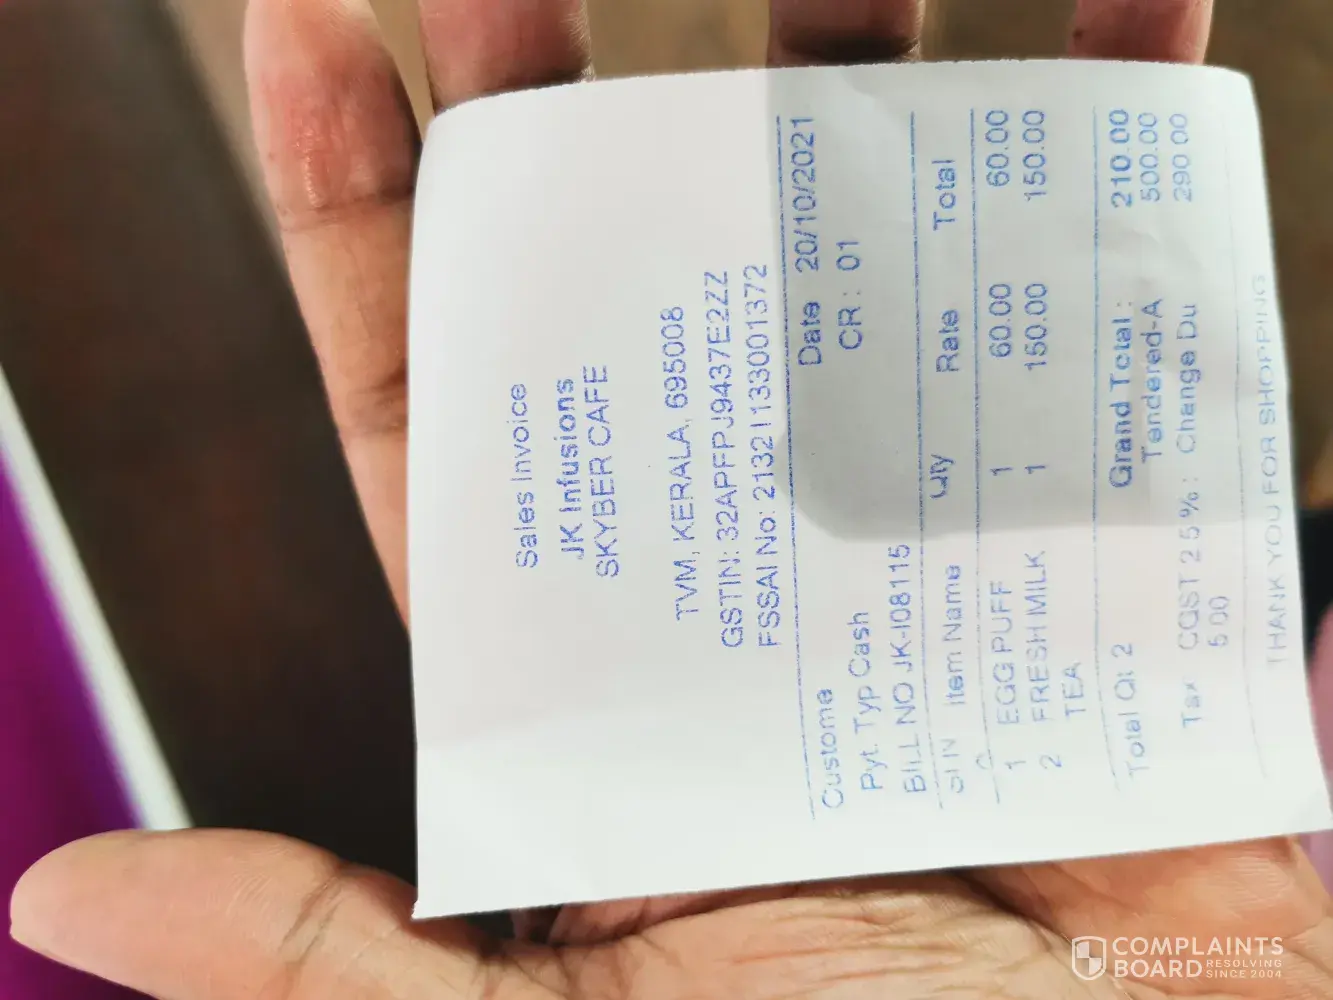 Sales Invoice
JK Infusions
SKYBER CAFE
TVM, KERALA, 695008
GSTIN: 32APFPJ9437E2ZZ
FSSAI No: 21321133001372
Custome Date 20/10/2021
Pyt. Typ Cash CR : 01
BILL NO JK-I08115
Sl N Item Name Qty Rate Total
1 EGG PUFF 1 60.00 60.00
2 FRESH MILK 1 150.00 150.00
TEA
Total Qt 2 Grand Total : 210.00
Tendered-A 500.00
Tax CGST 2.5% : Change Du 290.00
5.00
THANK YOU FOR SHOPPING
COMPLAINTS
BOARD RESOLVING
SINCE 2004